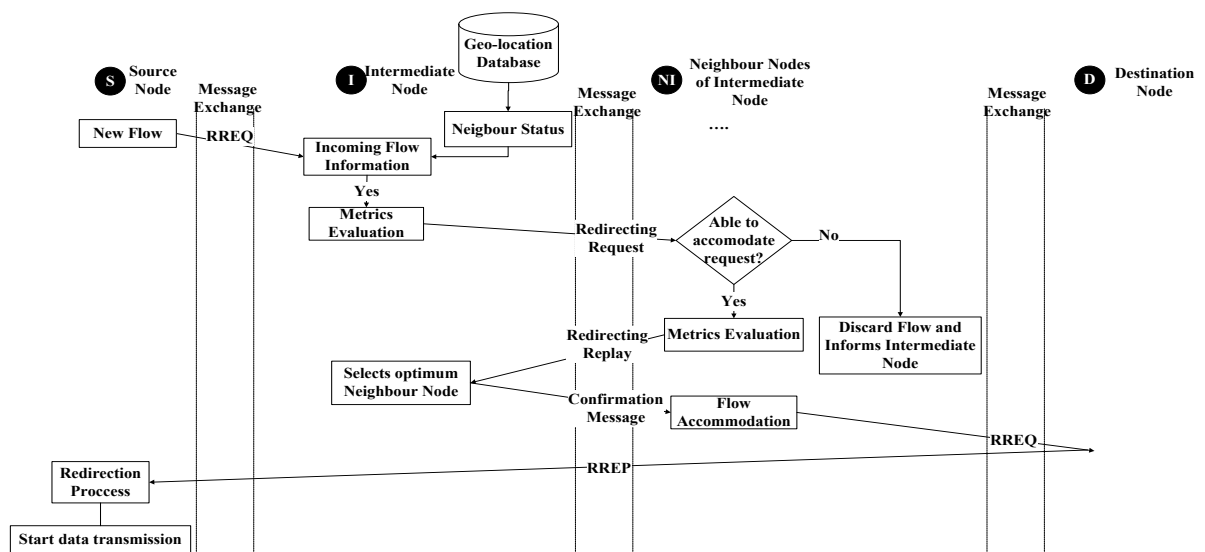 Geo-location
Database
S
Source
Node
I
Intermediate
Node
NI
Neighbour Nodes
of Intermediate
Node
....
D
Destination
Node
Message
Exchange
Message
Exchange
Message
Exchange
New Flow
RREQ
Neigbour Status
Incoming Flow
Information
Yes
Metrics
Evaluation
Redirecting
Request
Able to
accomodate
request?
No
Yes
Metrics Evaluation
Discard Flow and
Informs Intermediate
Node
Redirecting
Replay
Selects optimum
Neighbour Node
Confirmation
Message
Flow
Accommodation
RREQ
RREP
Redirection
Proccess
Start data transmission